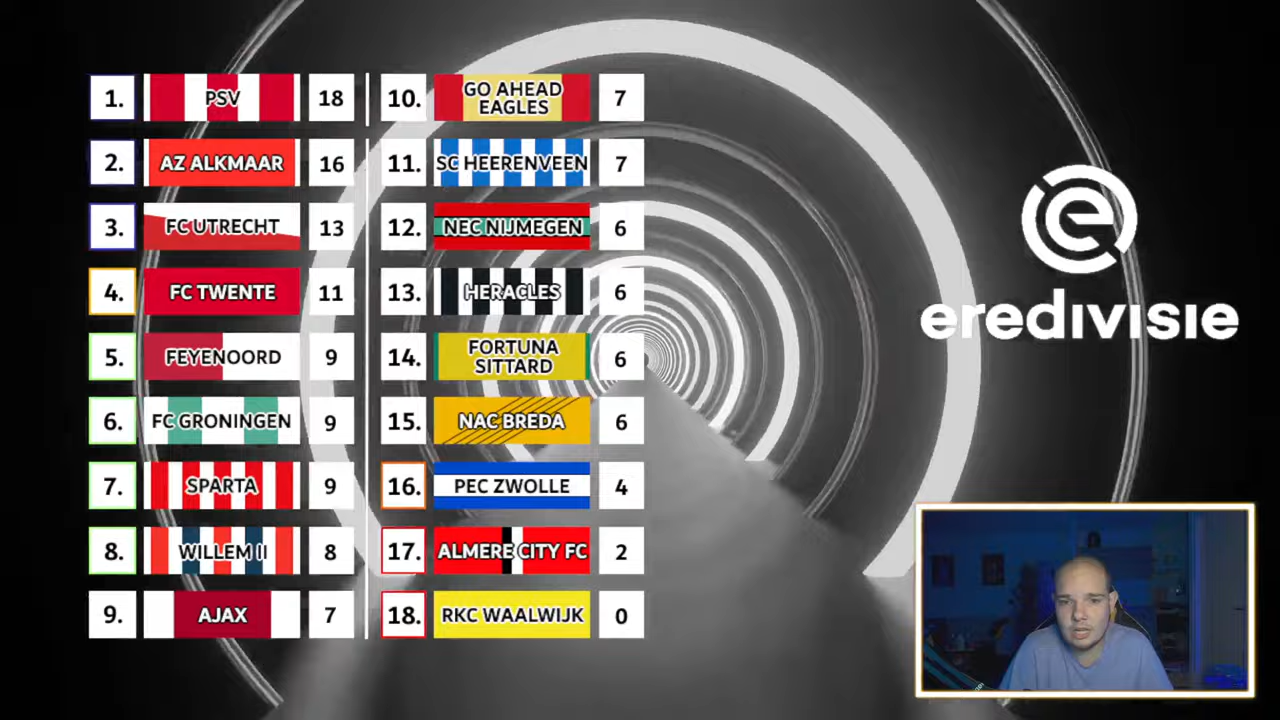 1. PSV 18
2. AZ ALKMAAR 16
3. FC UTRECHT 13
4. FC TWENTE 11
5. FEYENOORD 9
6. FC GRONINGEN 9
7. SPARTA 9
8. WILLEM II 8
9. AJAX 7
10. GO AHEAD
EAGLES 7
11. SC HEERENVEEN 7
12. NEC NIJMEGEN 6
13. HERACLES 6
14. FORTUNA
SITTARD 6
15. NAC BREDA 6
16. PEC ZWOLLE 4
17. ALMERE CITY FC 2
18. RKC WAALWIJK 0
eredivisie